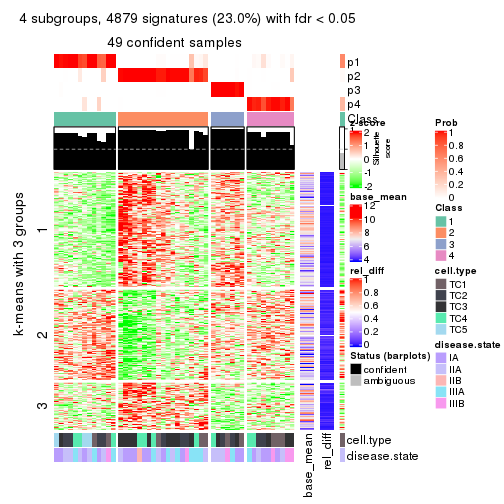 4 subgroups, 4879 signatures (23.0%) with fdr < 0.05
49 confident samples
p1
p2
p3
p4
Class
Silhouette score
k-means with 3 groups
1
2
3
cell.type
disease.state
base_mean
rel_diff
z-score
2
1
0
-1
-2
base_mean
12
10
8
6
4
rel_diff
1
0.8
0.6
0.4
0.2
0
Status (barplots)
confident
ambiguous
Prob
1
0.8
0.6
0.4
0.2
0
Class
1
2
3
4
cell.type
TC1
TC2
TC3
TC4
TC5
disease.state
IA
IIA
IIB
IIIA
IIIB